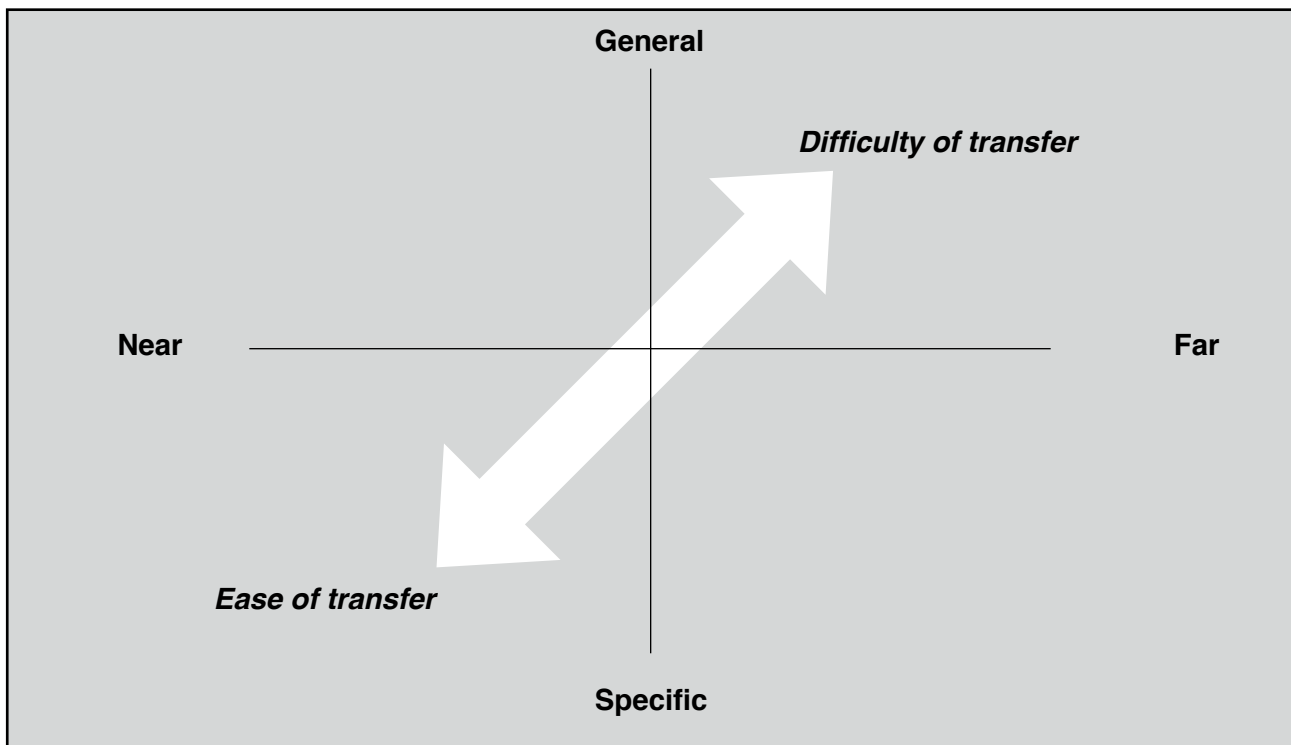 General
Difficulty of transfer
Near
Far
Ease of transfer
Specific